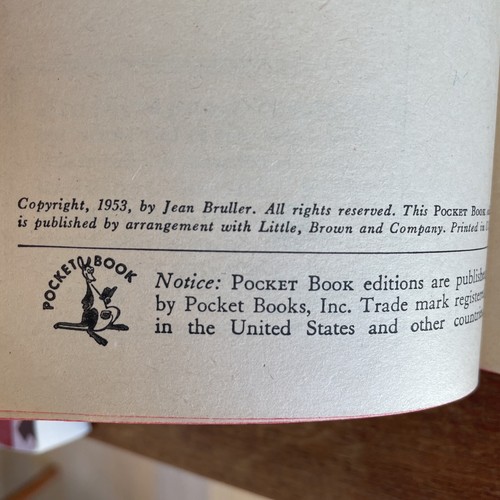 Copyright, 1953, by Jean Bruller. All rights reserved. This POCKET BOOK
is published by arrangement with Little, Brown and Company. Printed in
POCKET BOOK
Notice: POCKET BOOK editions are
by Pocket Books, Inc. Trade mark
in the United States and other